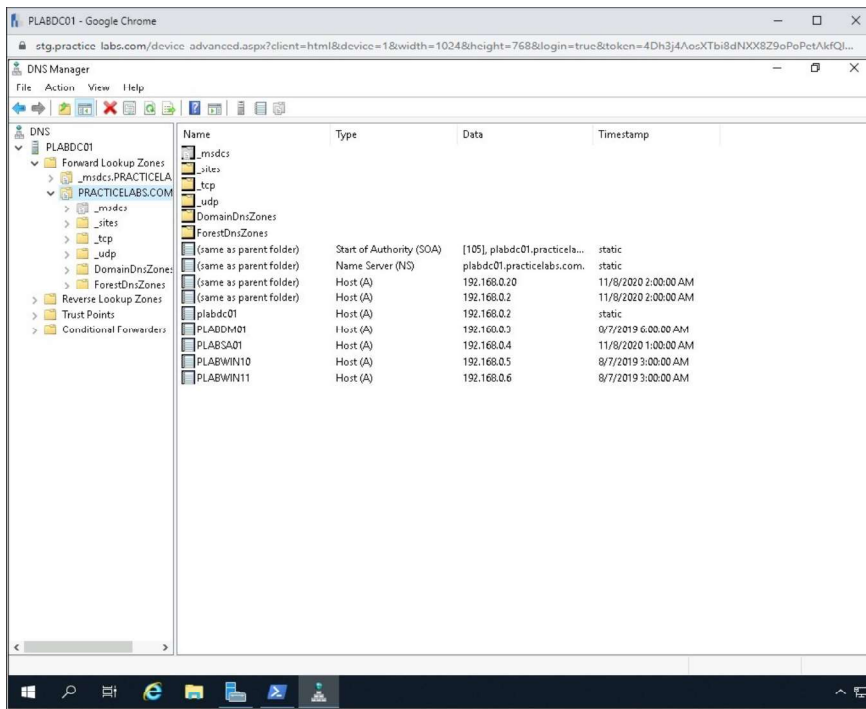 PLABDC01 - Google Chrome
stg.practice-labs.com/device-advanced.aspx?client=html&device=1&width=1024&height=768&login=true&token=
DNS Manager
File Action View Help
DNS
PLABDC01
Forward Lookup Zones
_msdcs.PRACTICELA
PRACTICELABS.COM
_msdcs
_sites
_tcp
_udp
DomainDnsZone
ForestDnsZones
Reverse Lookup Zones
Trust Points
Conditional Forwarders
Name Type Data Timestamp
_msdcs
_sites
_tcp
_udp
DomainDnsZones
ForestDnsZones
(same as parent folder) Start of Authority (SOA) [105], plabdc01.practicela... static
(same as parent folder) Name Server (NS) plabdc01.practicelabs.com. static
(same as parent folder) Host (A) 192.168.0.20 11/8/2020 2:00:00 AM
(same as parent folder) Host (A) 192.168.0.2 11/8/2020 2:00:00 AM
plabdc01 Host (A) 192.168.0.2 static
PLABDM01 Host (A) 192.168.0.3 8/7/2019 6:00:00 AM
PLABSA01 Host (A) 192.168.0.4 11/8/2020 1:00:00 AM
PLABWIN10 Host (A) 192.168.0.5 8/7/2019 3:00:00 AM
PLABWIN11 Host (A) 192.168.0.6 8/7/2019 3:00:00 AM